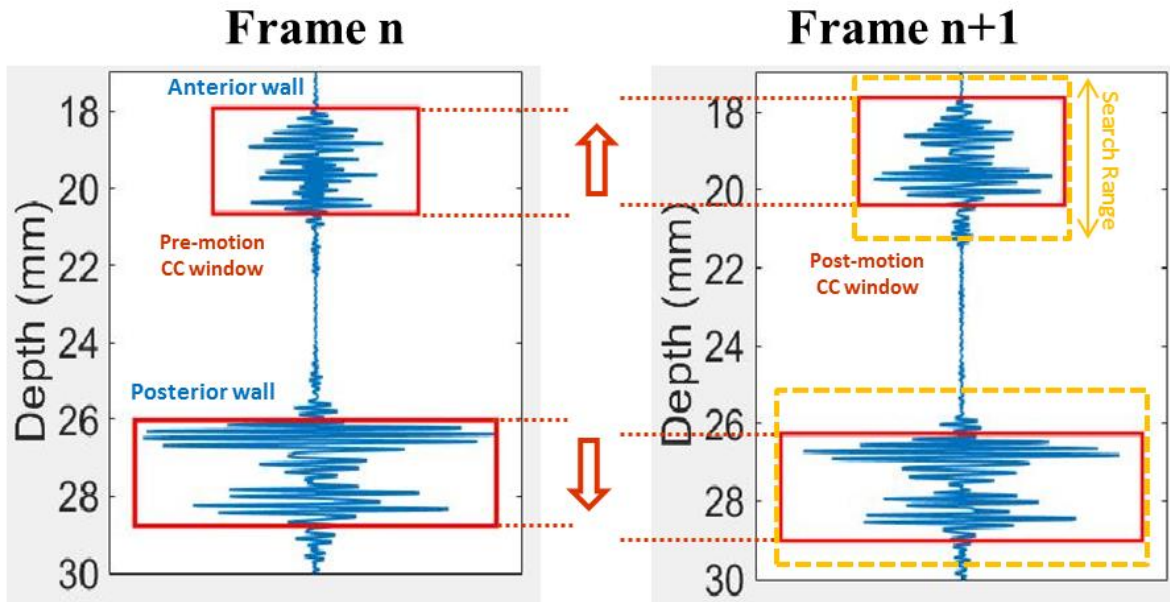 Frame n
Frame n+1
Anterior wall
18
20
22
24
26
28
30
Depth (mm)
Pre-motion
CC window
Posterior wall
18
20
22
24
26
28
30
Depth (mm)
Search Range
Post-motion
CC window